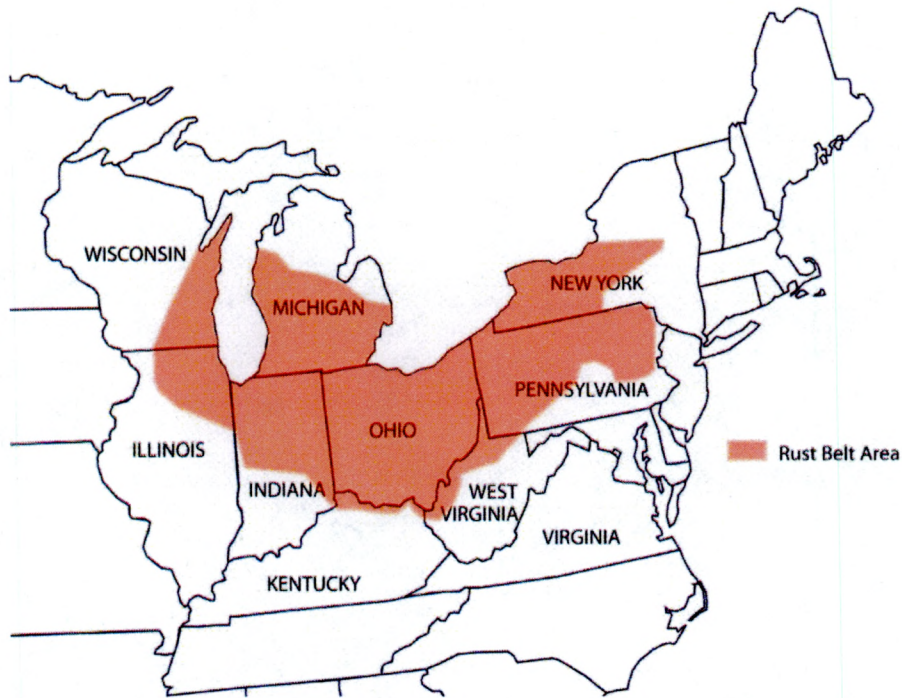 WISCONSIN
MICHIGAN
NEW YORK
PENNSYLVANIA
OHIO
ILLINOIS
INDIANA
WEST
VIRGINIA
VIRGINIA
KENTUCKY
Rust Belt Area